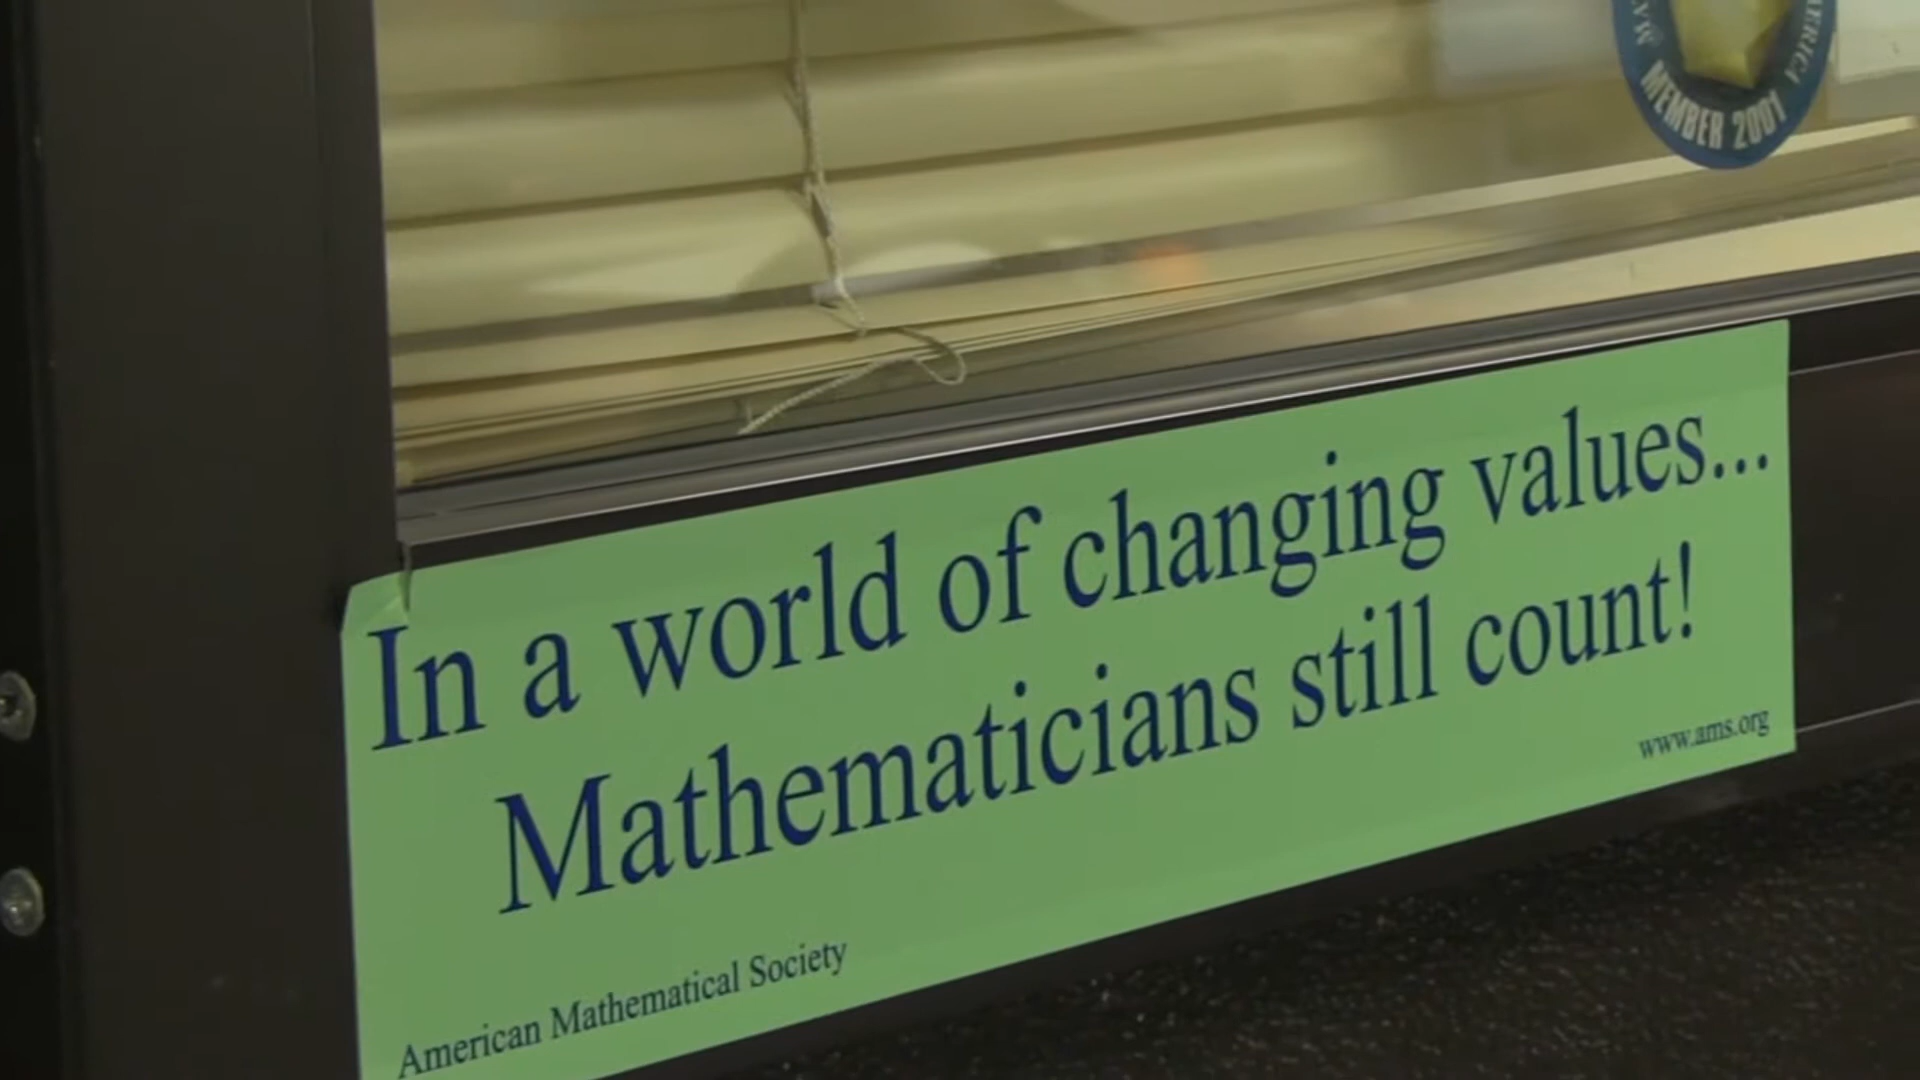 MEMBER 2001
In a world of changing values...
Mathematicians still count!
www.ams.org
American Mathematical Society